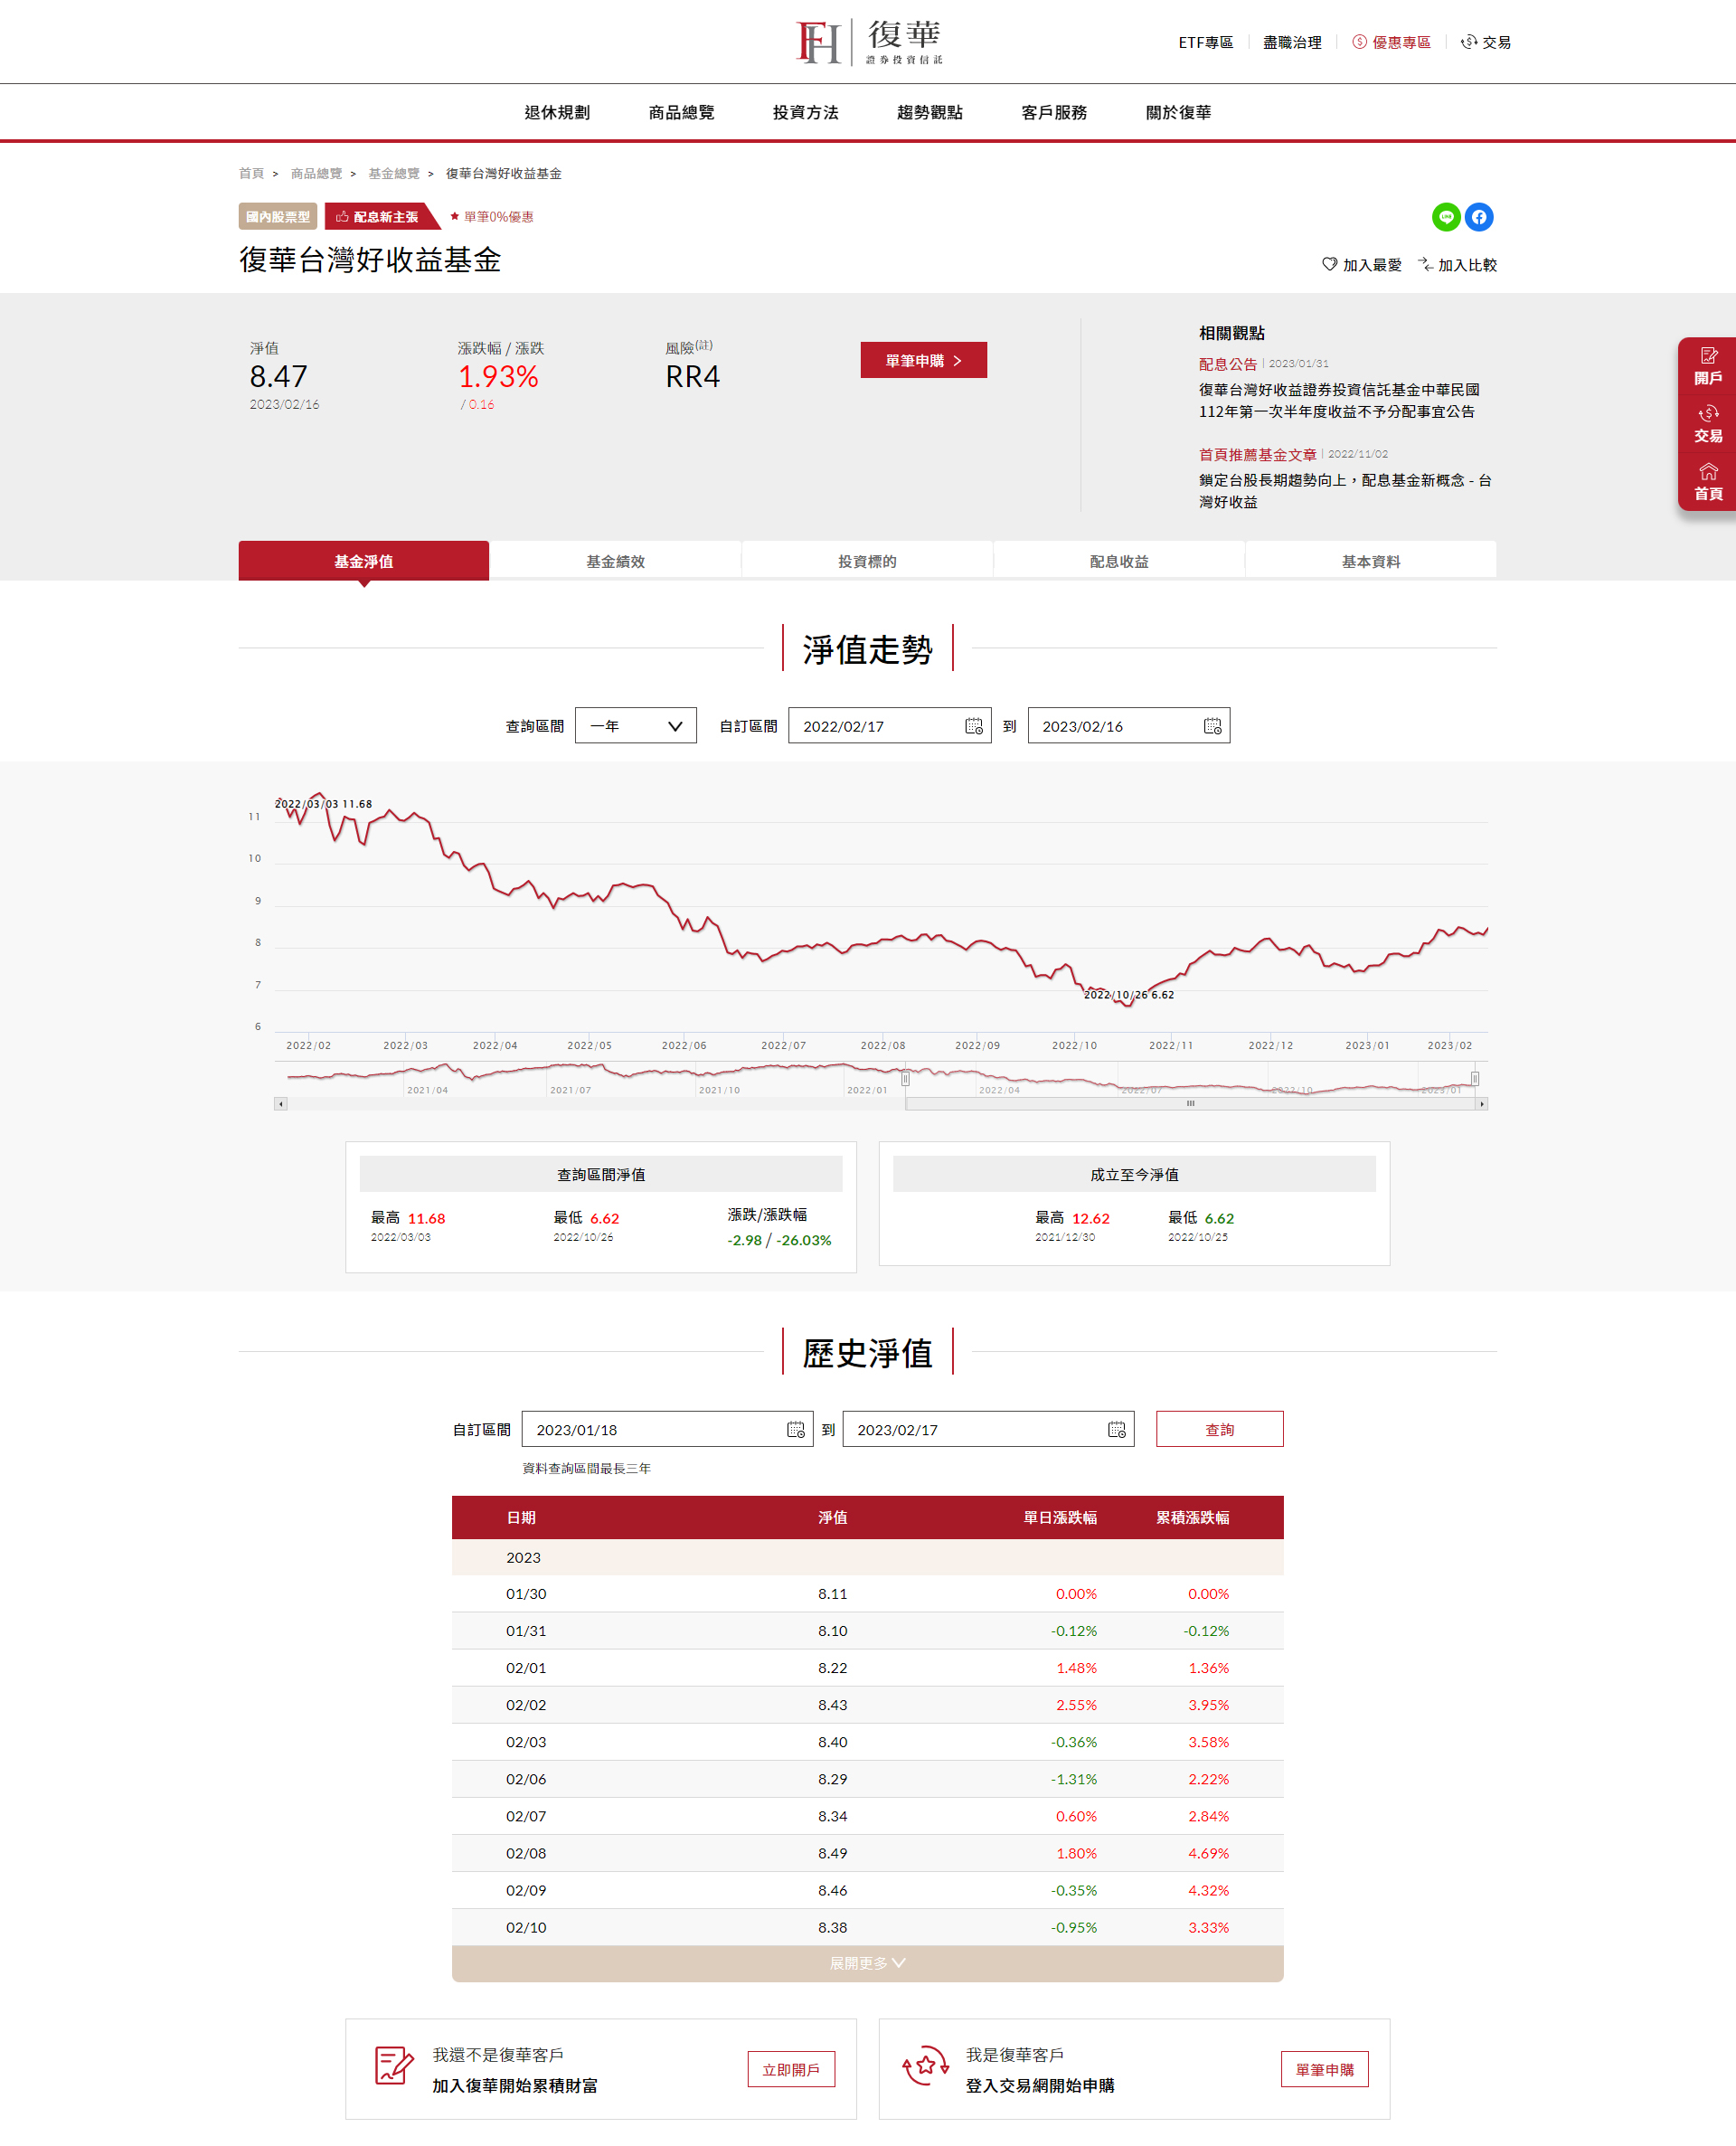 FH 復華
證券投資信託
ETF專區 盡職治理 優惠專區 交易
退休規劃 商品總覽 投資方法 趨勢觀點 客戶服務 關於復華
首頁 > 商品總覽 > 基金總覽 > 復華台灣好收益基金
國內股票型 配息新主張 ★ 單筆0%優惠
復華台灣好收益基金
加入最愛 加入比較
淨值 漲跌幅 / 漲跌 風險(註)
8.47 1.93% RR4
2023/02/16 / 0.16
單筆申購
相關觀點
配息公告 | 2023/01/31
復華台灣好收益證券投資信託基金中華民國
112年第一次半年度收益不予分配事宜公告
首頁推薦基金文章 | 2022/11/02
鎖定台股長期趨勢向上，配息基金新概念 - 台
灣好收益
開戶
交易
首頁
基金淨值 基金績效 投資標的 配息收益 基本資料
淨值走勢
查詢區間 一年 自訂區間 2022/02/17 到 2023/02/16
2022/03/03 11.68
11
10
9
8
7
2022/10/26 6.62
6
2022/02 2022/03 2022/04 2022/05 2022/06 2022/07 2022/08 2022/09 2022/10 2022/11 2022/12 2023/01 2023/02
2021/04 2021/07 2021/10 2022/01 2022/04 2022/07 2022/10 2023/01
查詢區間淨值
最高 11.68 最低 6.62 漲跌/漲跌幅
2022/03/03 2022/10/26 -2.98 / -26.03%
成立至今淨值
最高 12.62 最低 6.62
2021/12/30 2022/10/25
歷史淨值
自訂區間 2023/01/18 到 2023/02/17 查詢
資料查詢區間最長三年
日期 淨值 單日漲跌幅 累積漲跌幅
2023
01/30 8.11 0.00% 0.00%
01/31 8.10 -0.12% -0.12%
02/01 8.22 1.48% 1.36%
02/02 8.43 2.55% 3.95%
02/03 8.40 -0.36% 3.58%
02/06 8.29 -1.31% 2.22%
02/07 8.34 0.60% 2.84%
02/08 8.49 1.80% 4.69%
02/09 8.46 -0.35% 4.32%
02/10 8.38 -0.95% 3.33%
展開更多
我還不是復華客戶
加入復華開始累積財富
立即開戶
我是復華客戶
登入交易網開始申購
單筆申購